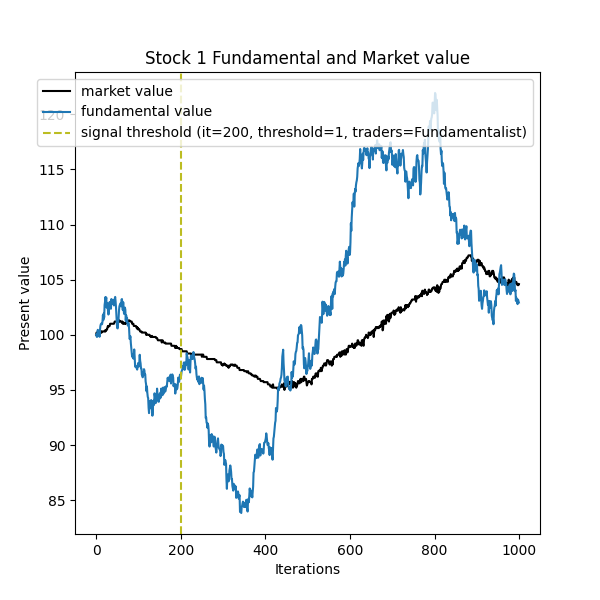 Stock 1 Fundamental and Market value
market value
fundamental value
signal threshold (it=200, threshold=1, traders=Fundamentalist)
120
115
110
105
100
95
90
85
Present value
0 200 400 600 800 1000
Iterations